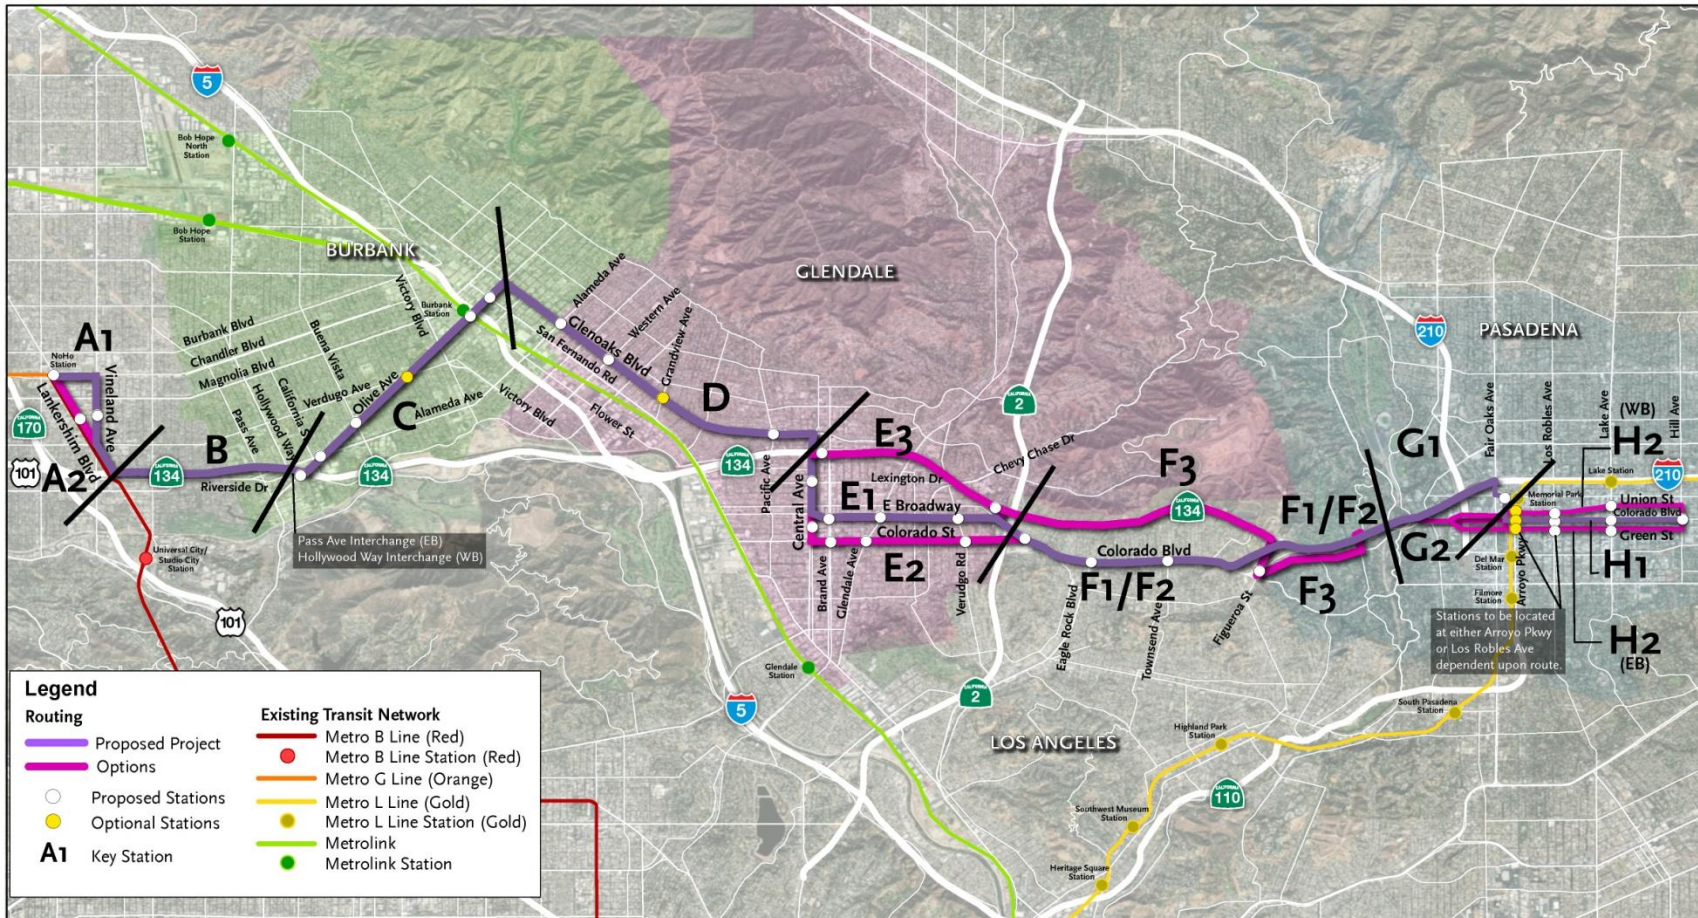 5
Bob Hope
North
Station
Bob Hope
Station
BURBANK
GLENDALE
PASADENA
LOS ANGELES
Burbank
Station
Victory Blvd
Alameda Ave
Western Ave
Grandview Ave
Glenoaks Blvd
San Fernando Rd
Flower St
Victory Blvd
Burbank Blvd
Chandler Blvd
Magnolia Blvd
Buena Vista
Verdugo Ave
Olive Ave
Alameda Ave
California St
Hollywood Way
Pass Ave
A1
NoHo
Station
Vineland Ave
Lankershim Blvd
CALIFORNIA
170
101
A2
B
CALIFORNIA
134
Riverside Dr
C
CALIFORNIA
134
Pass Ave Interchange (EB)
Hollywood Way Interchange (WB)
Universal City/
Studio City
Station
101
D
CALIFORNIA
134
Pacific Ave
Central Ave
E3
Lexington Dr
E1
E Broadway
Colorado St
E2
Brand Ave
Glendale Ave
Verudgo Rd
Chevy Chase Dr
CALIFORNIA
2
F3
CALIFORNIA
134
F1/F2
Colorado Blvd
F1/F2
F3
Eagle Rock Blvd
Townsend Ave
Figueroa St
210
G1
G2
Fair Oaks Ave
Los Robles Ave
Lake Ave
Hill Ave
(WB)
H2
Lake Station
210
Memorial Park
Station
Union St
Colorado Blvd
Green St
H1
Del Mar
Station
Arroyo Pkwy
Filmore
Station
Stations to be located
at either Arroyo Pkwy
or Los Robles Ave
dependent upon route.
H2
(EB)
Glendale
Station
5
CALIFORNIA
2
South Pasadena
Station
Highland Park
Station
CALIFORNIA
110
Southwest Museum
Station
Heritage Square
Station
Legend
Routing
Proposed Project
Options
Proposed Stations
Optional Stations
A1 Key Station
Existing Transit Network
Metro B Line (Red)
Metro B Line Station (Red)
Metro G Line (Orange)
Metro L Line (Gold)
Metro L Line Station (Gold)
Metrolink
Metrolink Station